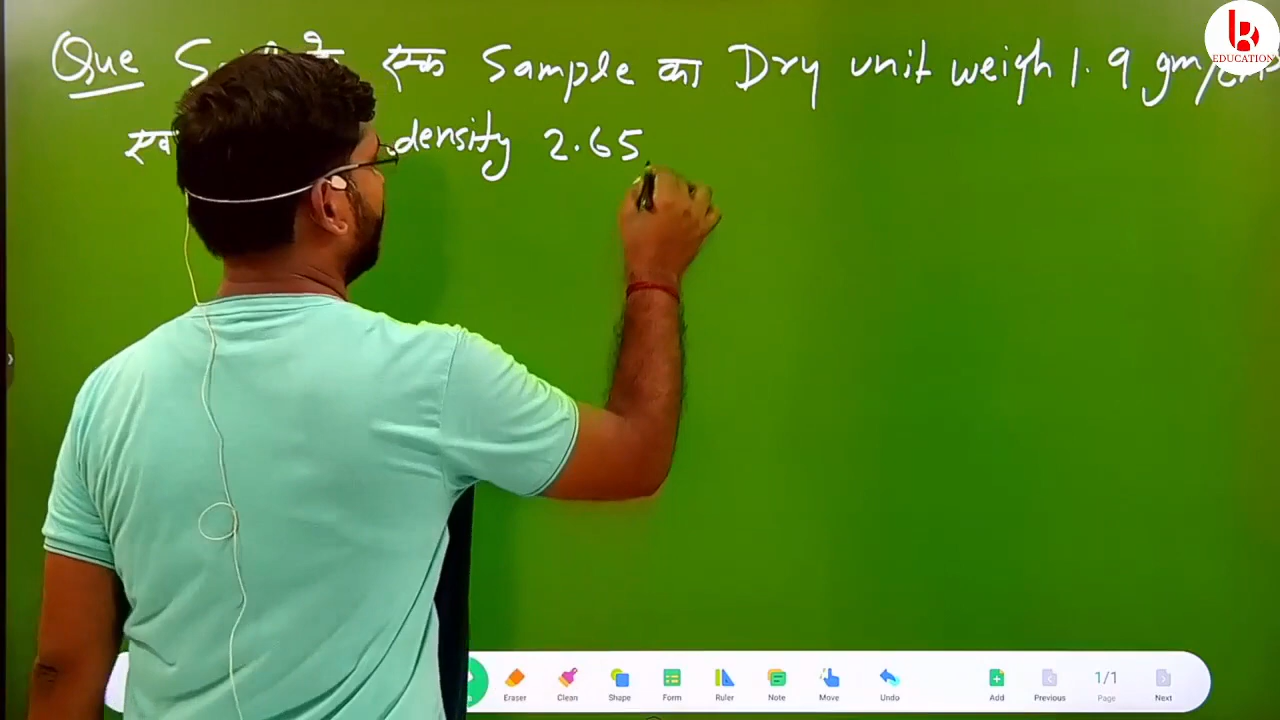 Que एक Sample का Dry unit weigh 1.9 gm/cm³
density 2.65
EDUCATION
Eraser Clean Shape Form Ruler Note Move Undo Add Previous 1/1 Page Next